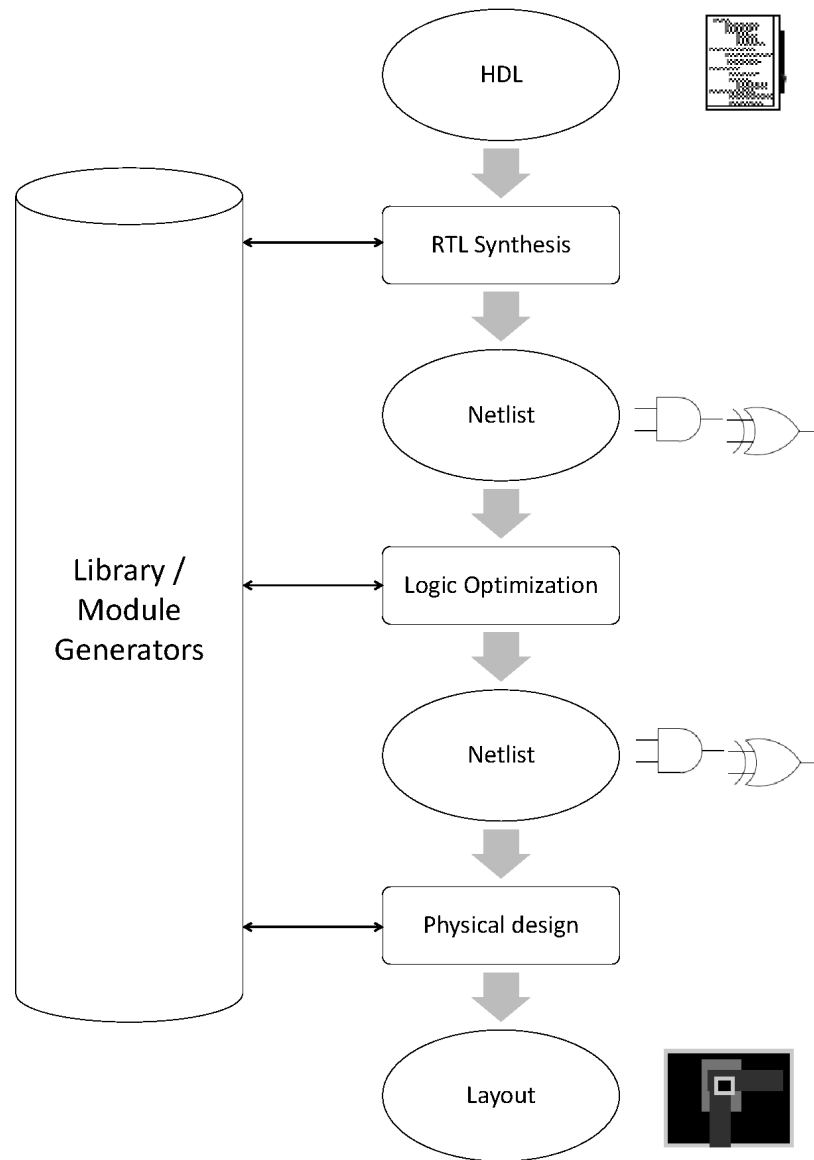 HDL
RTL Synthesis
Netlist
Library /
Module
Generators
Logic Optimization
Netlist
Physical design
Layout